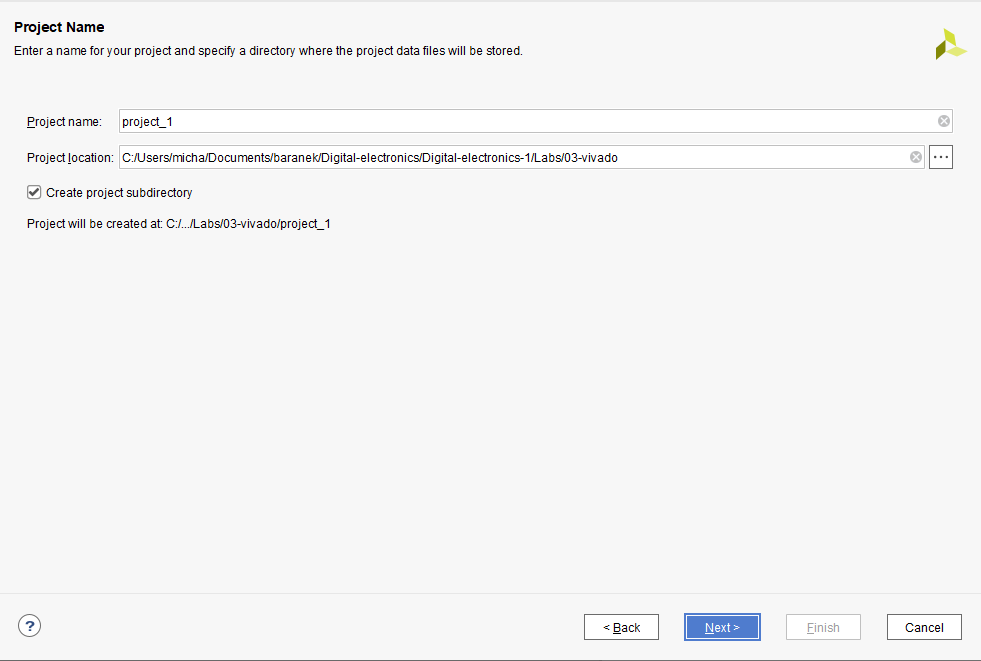 Project Name
Enter a name for your project and specify a directory where the project data files will be stored.
Project name: project_1
Project location: C:/Users/micha/Documents/baranek/Digital-electronics/Digital-electronics-1/Labs/03-vivado ...
Create project subdirectory
Project will be created at: C:/.../Labs/03-vivado/project_1
? < Back Next > Finish Cancel